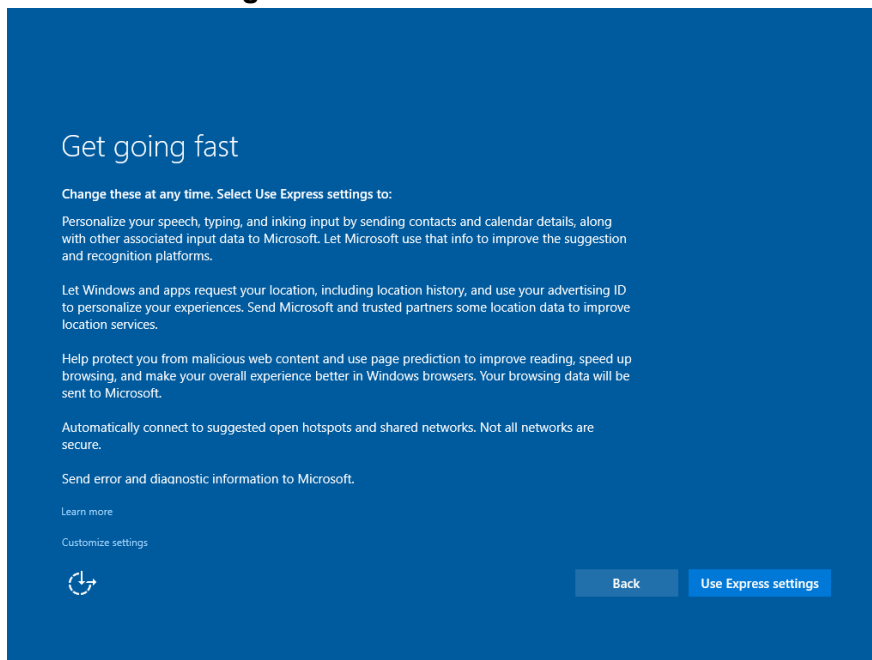 Get going fast
Change these at any time. Select Use Express settings to:
Personalize your speech, typing, and inking input by sending contacts and calendar details, along
with other associated input data to Microsoft. Let Microsoft use that info to improve the suggestion
and recognition platforms.
Let Windows and apps request your location, including location history, and use your advertising ID
to personalize your experiences. Send Microsoft and trusted partners some location data to improve
location services.
Help protect you from malicious web content and use page prediction to improve reading, speed up
browsing, and make your overall experience better in Windows browsers. Your browsing data will be
sent to Microsoft.
Automatically connect to suggested open hotspots and shared networks. Not all networks are
secure.
Send error and diagnostic information to Microsoft.
Learn more
Customize settings
Back
Use Express settings